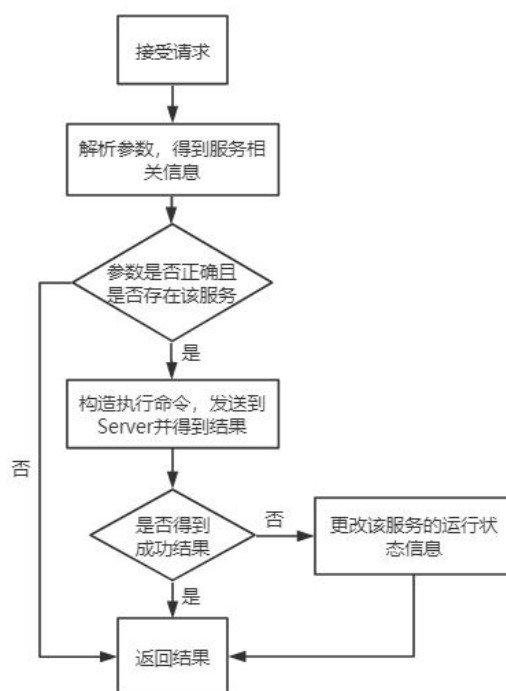 接受请求
解析参数，得到服务相
关信息
参数是否正确且
是否存在该服务
是
构造执行命令，发送到
Server并得到结果
否
是否得到
成功结果
否
更改该服务的运行状
态信息
是
返回结果